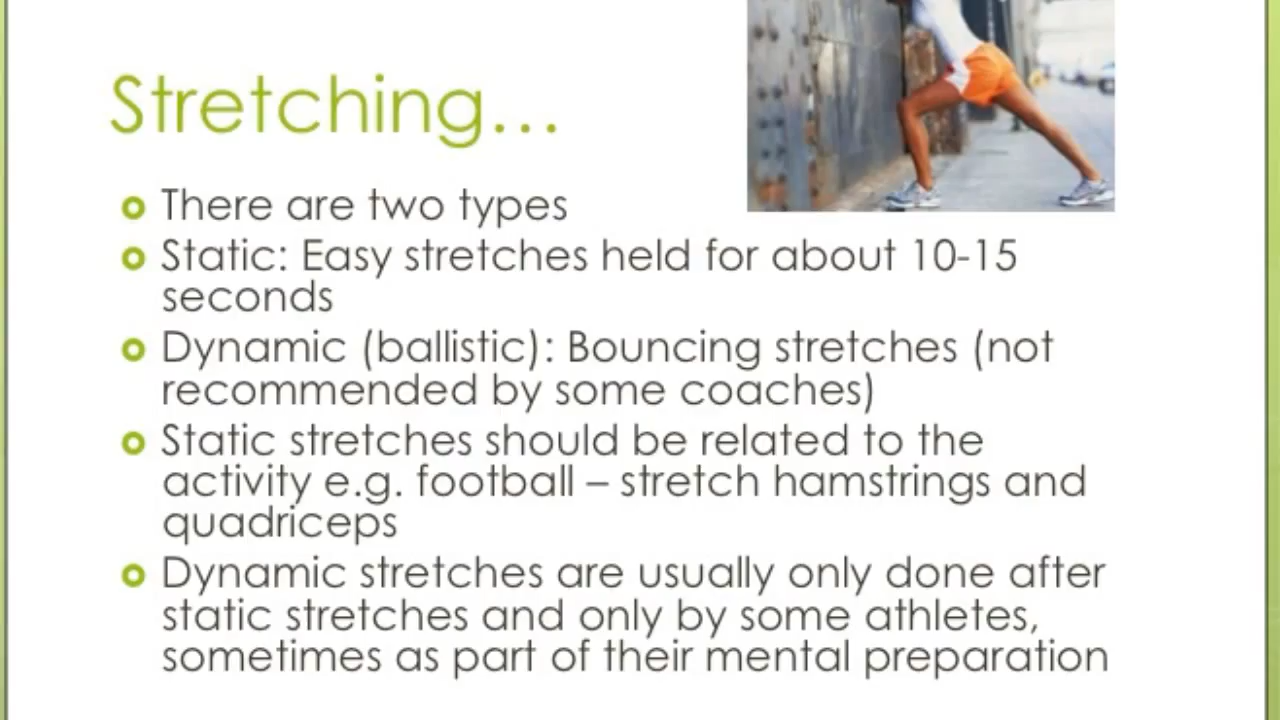 Stretching...
There are two types
Static: Easy stretches held for about 10-15
seconds
Dynamic (ballistic): Bouncing stretches (not
recommended by some coaches)
Static stretches should be related to the
activity e.g. football – stretch hamstrings and
quadriceps
Dynamic stretches are usually only done after
static stretches and only by some athletes,
sometimes as part of their mental preparation